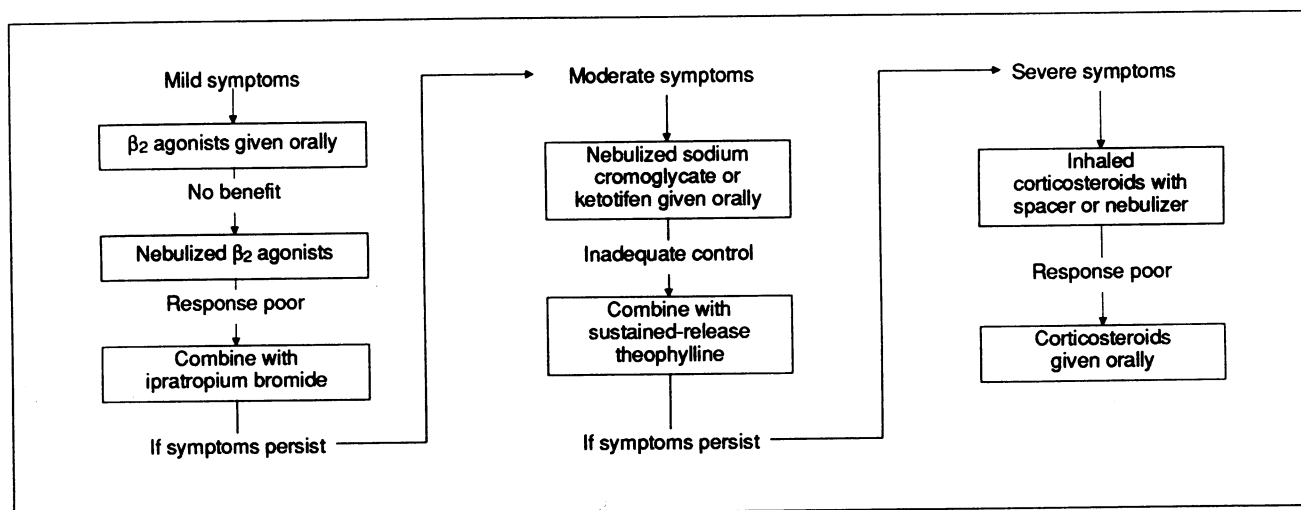 Mild symptoms
β₂ agonists given orally
No benefit
Nebulized β₂ agonists
Response poor
Combine with
ipratropium bromide
If symptoms persist
Moderate symptoms
Nebulized sodium
cromoglycate or
ketotifen given orally
Inadequate control
Combine with
sustained-release
theophylline
If symptoms persist
Severe symptoms
Inhaled
corticosteroids with
spacer or nebulizer
Response poor
Corticosteroids
given orally